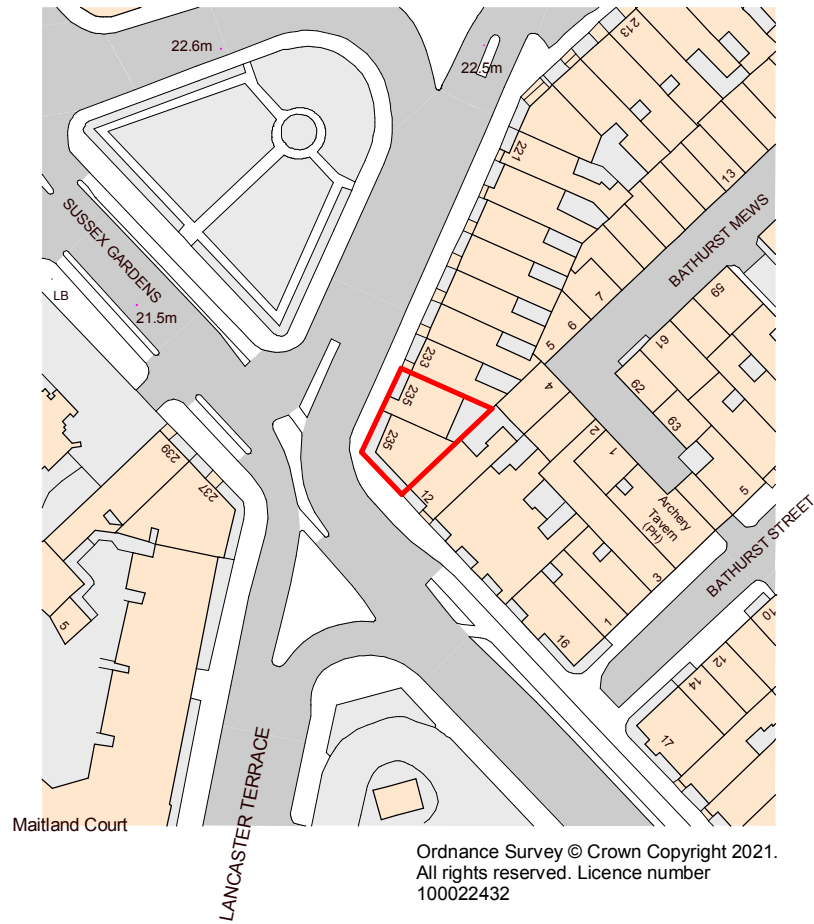 22.6m
22.5m
213
221
13
SUSSEX GARDENS
BATHURST MEWS
LB
21.5m
7
6
5
59
61
62
63
233
4
235
2
235
1
239
237
12
Archery
Tavern
(PH)
5
3
BATHURST STREET
1
16
5
10
12
14
17
Maitland Court
LANCASTER TERRACE
Ordnance Survey © Crown Copyright 2021.
All rights reserved. Licence number
100022432